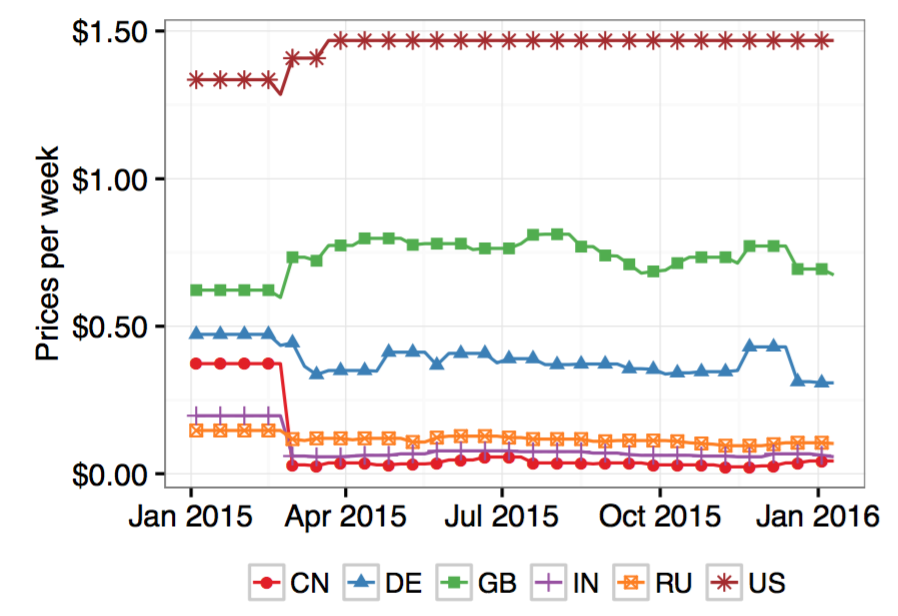 Prices per week
$1.50
$1.00
$0.50
$0.00
Jan 2015 Apr 2015 Jul 2015 Oct 2015 Jan 2016
CN DE GB IN RU US